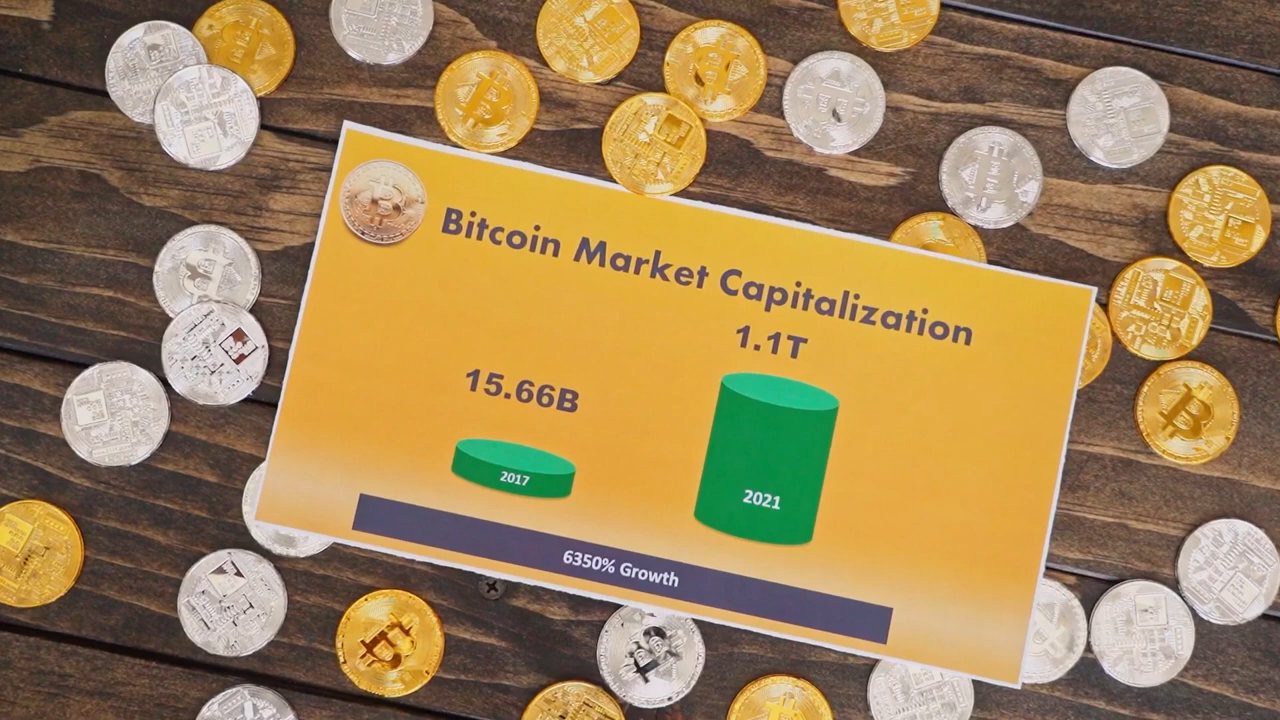 Bitcoin Market Capitalization
1.1T
15.66B
2017
2021
6350% Growth